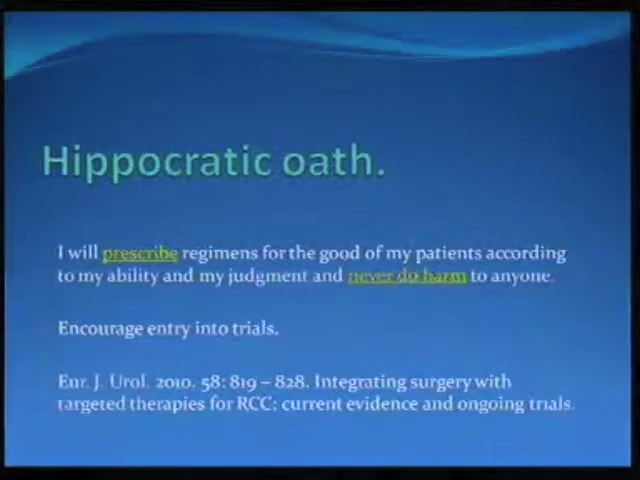 Hippocratic oath.
I will prescribe regimens for the good of my patients according
to my ability and my judgment and never do harm to anyone.
Encourage entry into trials.
Eur. J. Urol. 2010. 58: 819 – 828. Integrating surgery with
targeted therapies for RCC: current evidence and ongoing trials.